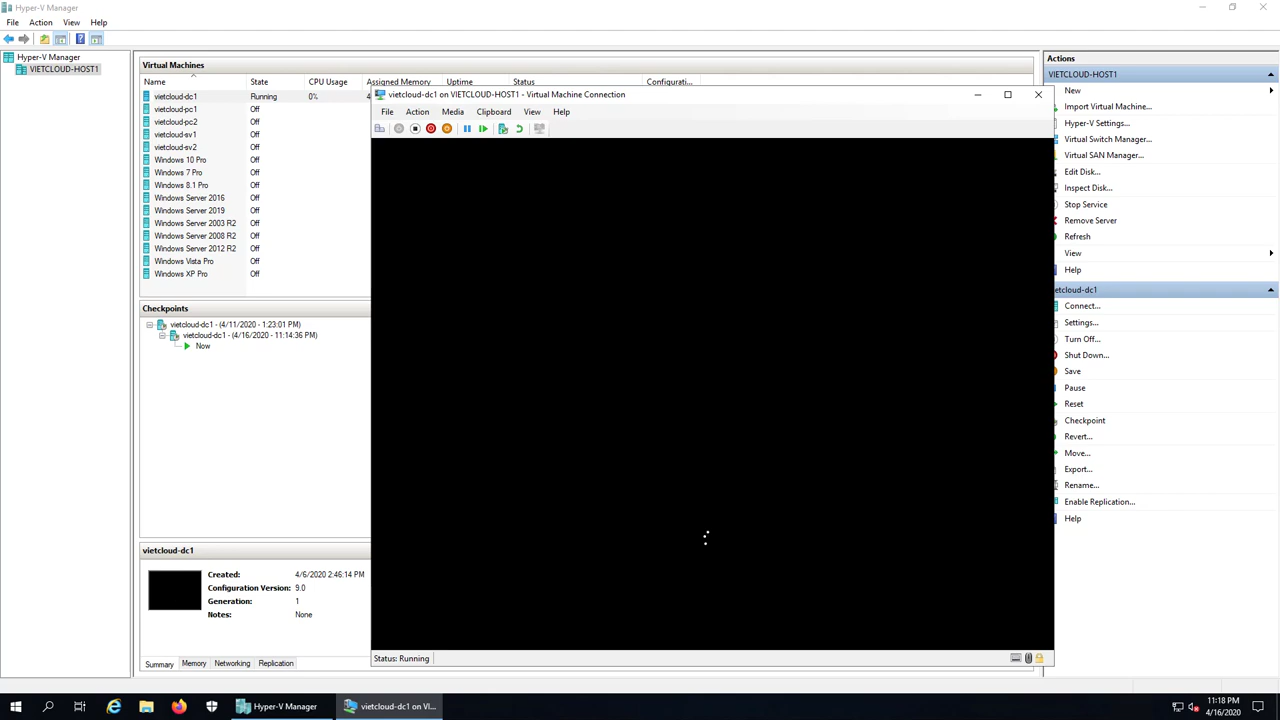 Hyper-V Manager
File Action View Help
Hyper-V Manager
VIETCLOUD-HOST1
Virtual Machines
Name State CPU Usage Assigned Memory Uptime Status Configurati...
vietcloud-dc1 Running 0% 4
vietcloud-pc1 Off
vietcloud-pc2 Off
vietcloud-sv1 Off
vietcloud-sv2 Off
Windows 10 Pro Off
Windows 7 Pro Off
Windows 8.1 Pro Off
Windows Server 2016 Off
Windows Server 2019 Off
Windows Server 2003 R2 Off
Windows Server 2008 R2 Off
Windows Server 2012 R2 Off
Windows Vista Pro Off
Windows XP Pro Off
Checkpoints
vietcloud-dc1 - (4/11/2020 - 1:23:01 PM)
vietcloud-dc1 - (4/16/2020 - 11:14:36 PM)
Now
vietcloud-dc1
Created: 4/6/2020 2:46:14 PM
Configuration Version: 9.0
Generation: 1
Notes: None
Summary Memory Networking Replication
vietcloud-dc1 on VIETCLOUD-HOST1 - Virtual Machine Connection
File Action Media Clipboard View Help
Status: Running
Actions
VIETCLOUD-HOST1
New
Import Virtual Machine...
Hyper-V Settings...
Virtual Switch Manager...
Virtual SAN Manager...
Edit Disk...
Inspect Disk...
Stop Service
Remove Server
Refresh
View
Help
etcloud-dc1
Connect...
Settings...
Turn Off...
Shut Down...
Save
Pause
Reset
Checkpoint
Revert...
Move...
Export...
Rename...
Enable Replication...
Help
Hyper-V Manager
vietcloud-dc1 on VI...
11:18 PM
4/16/2020